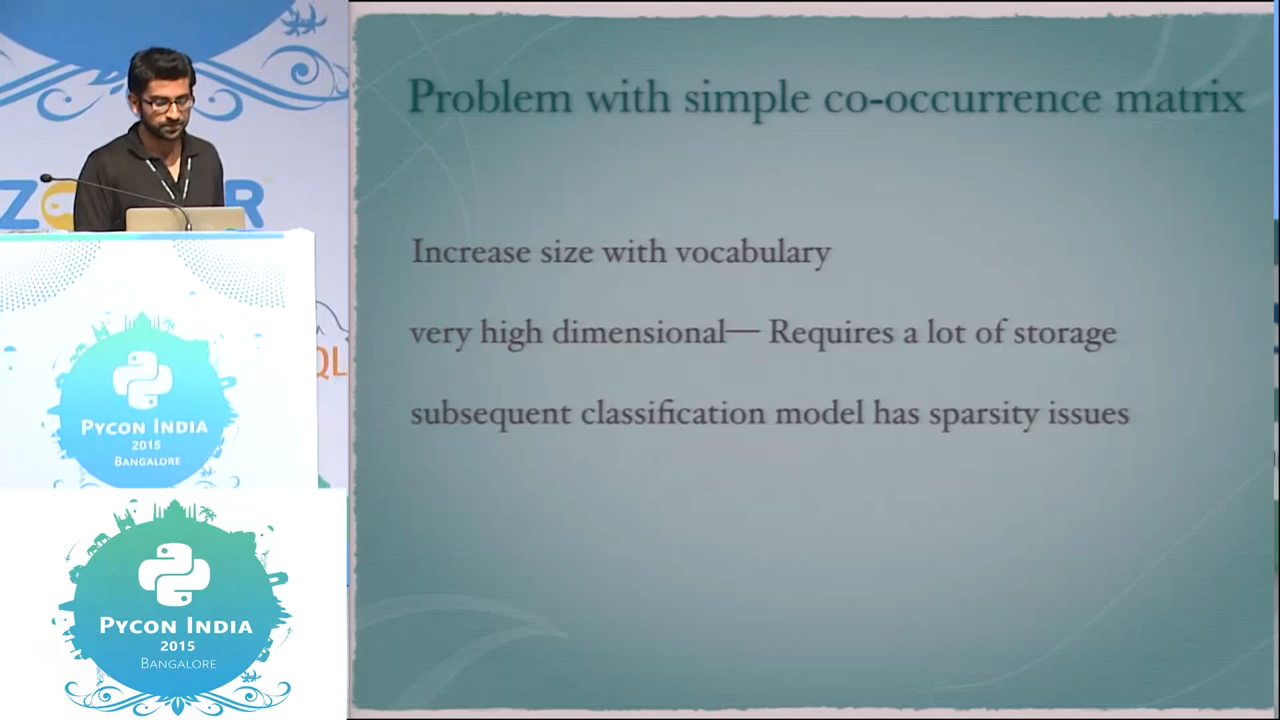 Problem with simple co-occurrence matrix
Increase size with vocabulary
very high dimensional— Requires a lot of storage
subsequent classification model has sparsity issues
PYCON INDIA
2015
BANGALORE
PYCON INDIA
2015
BANGALORE